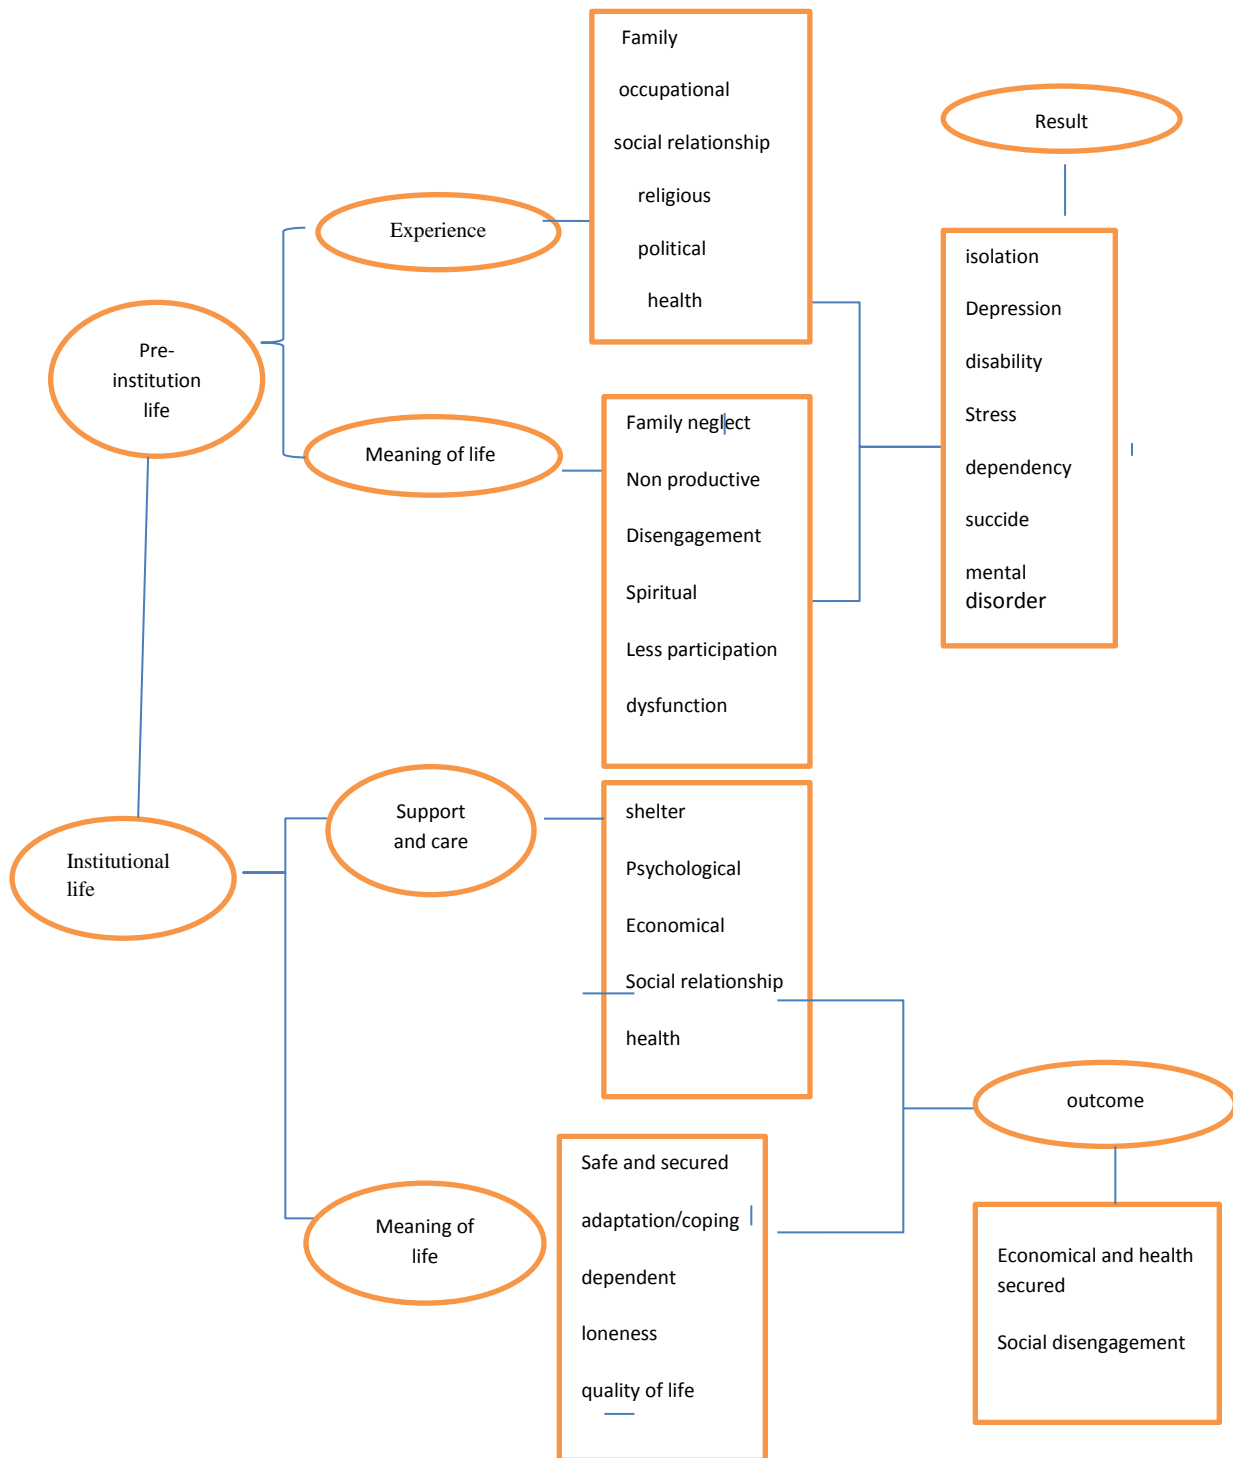 Family
occupational
social relationship
religious
political
health
Result
Experience
isolation
Depression
disability
Stress
dependency
succide
mental
disorder
Pre-
institution
life
Meaning of life
Family neglect
Non productive
Disengagement
Spiritual
Less participation
dysfunction
Support
and care
shelter
Psychological
Economical
Social relationship
health
Institutional
life
outcome
Meaning of
life
Safe and secured
adaptation/coping
dependent
loneness
quality of life
Economical and health
secured
Social disengagement